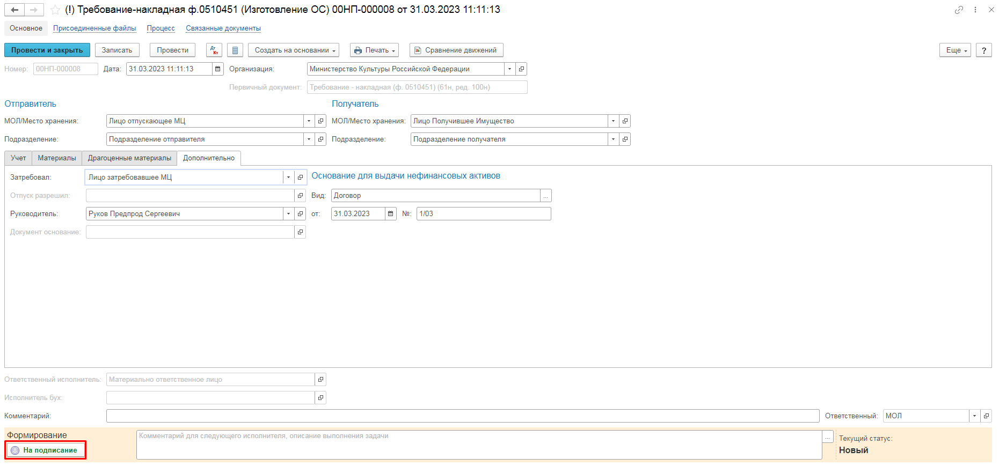 (!) Требование-накладная ф.0510451 (Изготовление ОС) 00НП-000008 от 31.03.2023 11:11:13
Основное Присоединенные файлы Процесс Связанные документы
Провести и закрыть Записать Провести Дт Кт Создать на основании Печать Сравнение движений Еще ?
Номер: 00НП-000008 Дата: 31.03.2023 11:11:13 Организация: Министерство Культуры Российской Федерации
Первичный документ: Требование - накладная (ф. 0510451) (61н, ред. 100н)
Отправитель Получатель
МОЛ/Место хранения: Лицо отпускающее МЦ МОЛ/Место хранения: Лицо Получившее Имущество
Подразделение: Подразделение отправителя Подразделение: Подразделение получателя
Учет Материалы Драгоценные материалы Дополнительно
Затребовал: Лицо затребовавшее МЦ Основание для выдачи нефинансовых активов
Отпуск разрешил: Вид: Договор ...
Руководитель: Руков Предпрод Сергеевич от: 31.03.2023 №: 1/03
Документ основание:
Ответственный исполнитель: Материально ответственное лицо
Исполнитель бух:
Комментарий: Ответственный: МОЛ
Формирование Комментарий для следующего исполнителя, описание выполнения задачи ... Текущий статус:
На подписание Новый